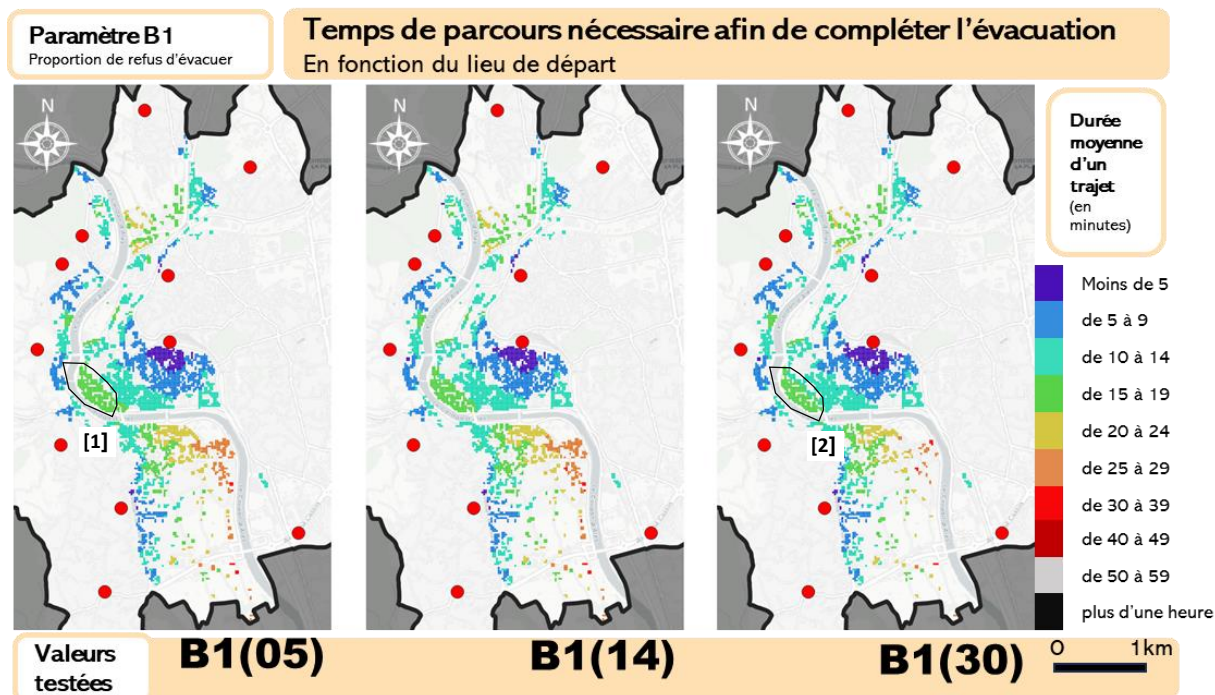 Paramètre B1
Proportion de refus d'évacuer
Temps de parcours nécessaire afin de compléter l'évacuation
En fonction du lieu de départ
N
N
N
[1]
[2]
Durée
moyenne
d'un
trajet
(en
minutes)
Moins de 5
de 5 à 9
de 10 à 14
de 15 à 19
de 20 à 24
de 25 à 29
de 30 à 39
de 40 à 49
de 50 à 59
plus d'une heure
Valeurs
testées
B1(05)
B1(14)
B1(30)
0 1km